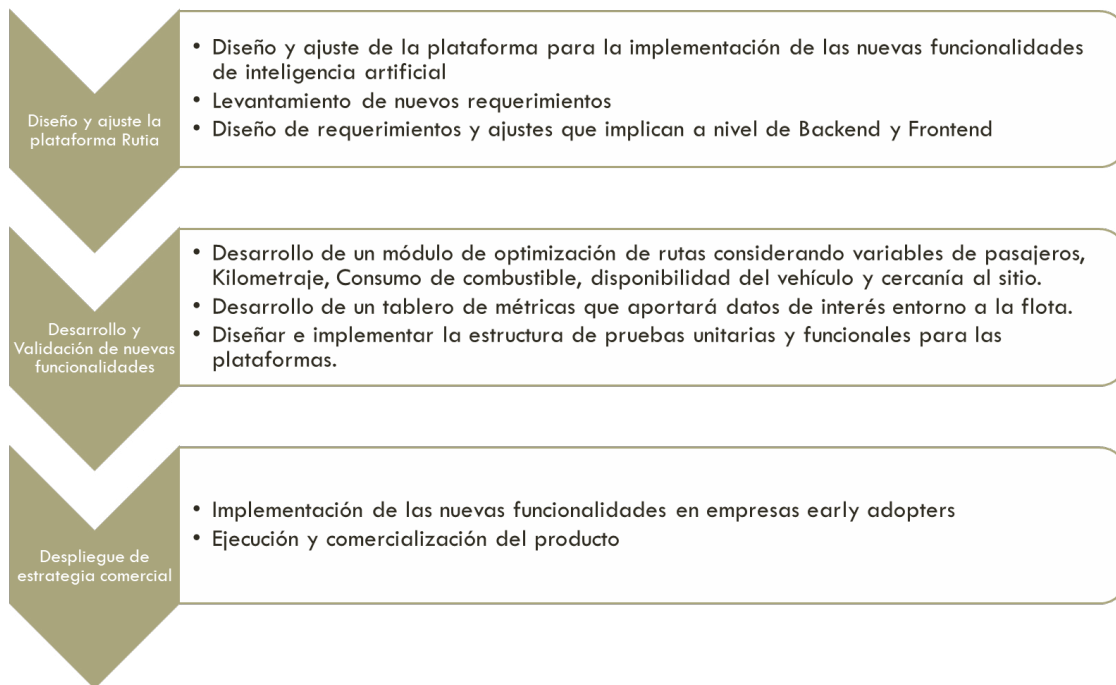 Diseño y ajuste la
plataforma Rutia
• Diseño y ajuste de la plataforma para la implementación de las nuevas funcionalidades
de inteligencia artificial
• Levantamiento de nuevos requerimientos
• Diseño de requerimientos y ajustes que implican a nivel de Backend y Frontend
Desarrollo y
Validación de nuevas
funcionalidades
• Desarrollo de un módulo de optimización de rutas considerando variables de pasajeros,
Kilometraje, Consumo de combustible, disponibilidad del vehículo y cercanía al sitio.
• Desarrollo de un tablero de métricas que aportará datos de interés entorno a la flota.
• Diseñar e implementar la estructura de pruebas unitarias y funcionales para las
plataformas.
Despliegue de
estrategia comercial
• Implementación de las nuevas funcionalidades en empresas early adopters
• Ejecución y comercialización del producto